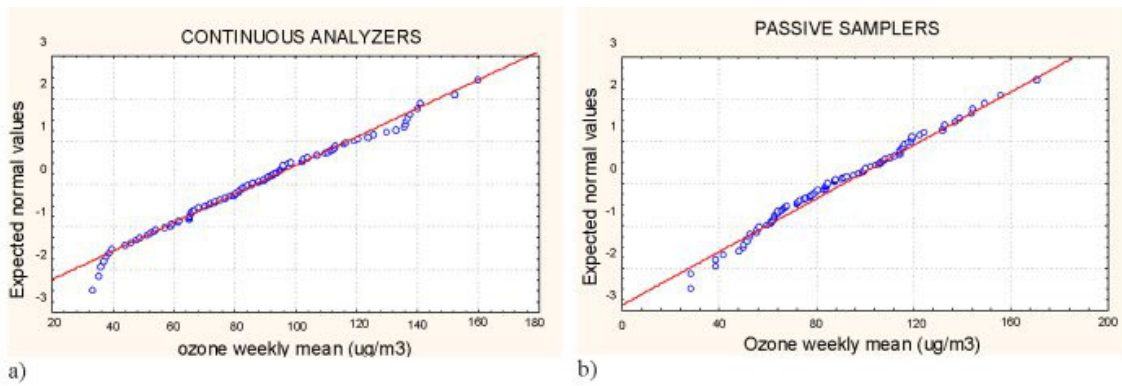 CONTINUOUS ANALYZERS
Expected normal values
3
2
1
0
-1
-2
-3
20 40 60 80 100 120 140 160 180
ozone weekly mean (ug/m3)
a)
PASSIVE SAMPLERS
Expected normal values
3
2
1
0
-1
-2
-3
0 40 80 120 160 200
Ozone weekly mean (ug/m3)
b)